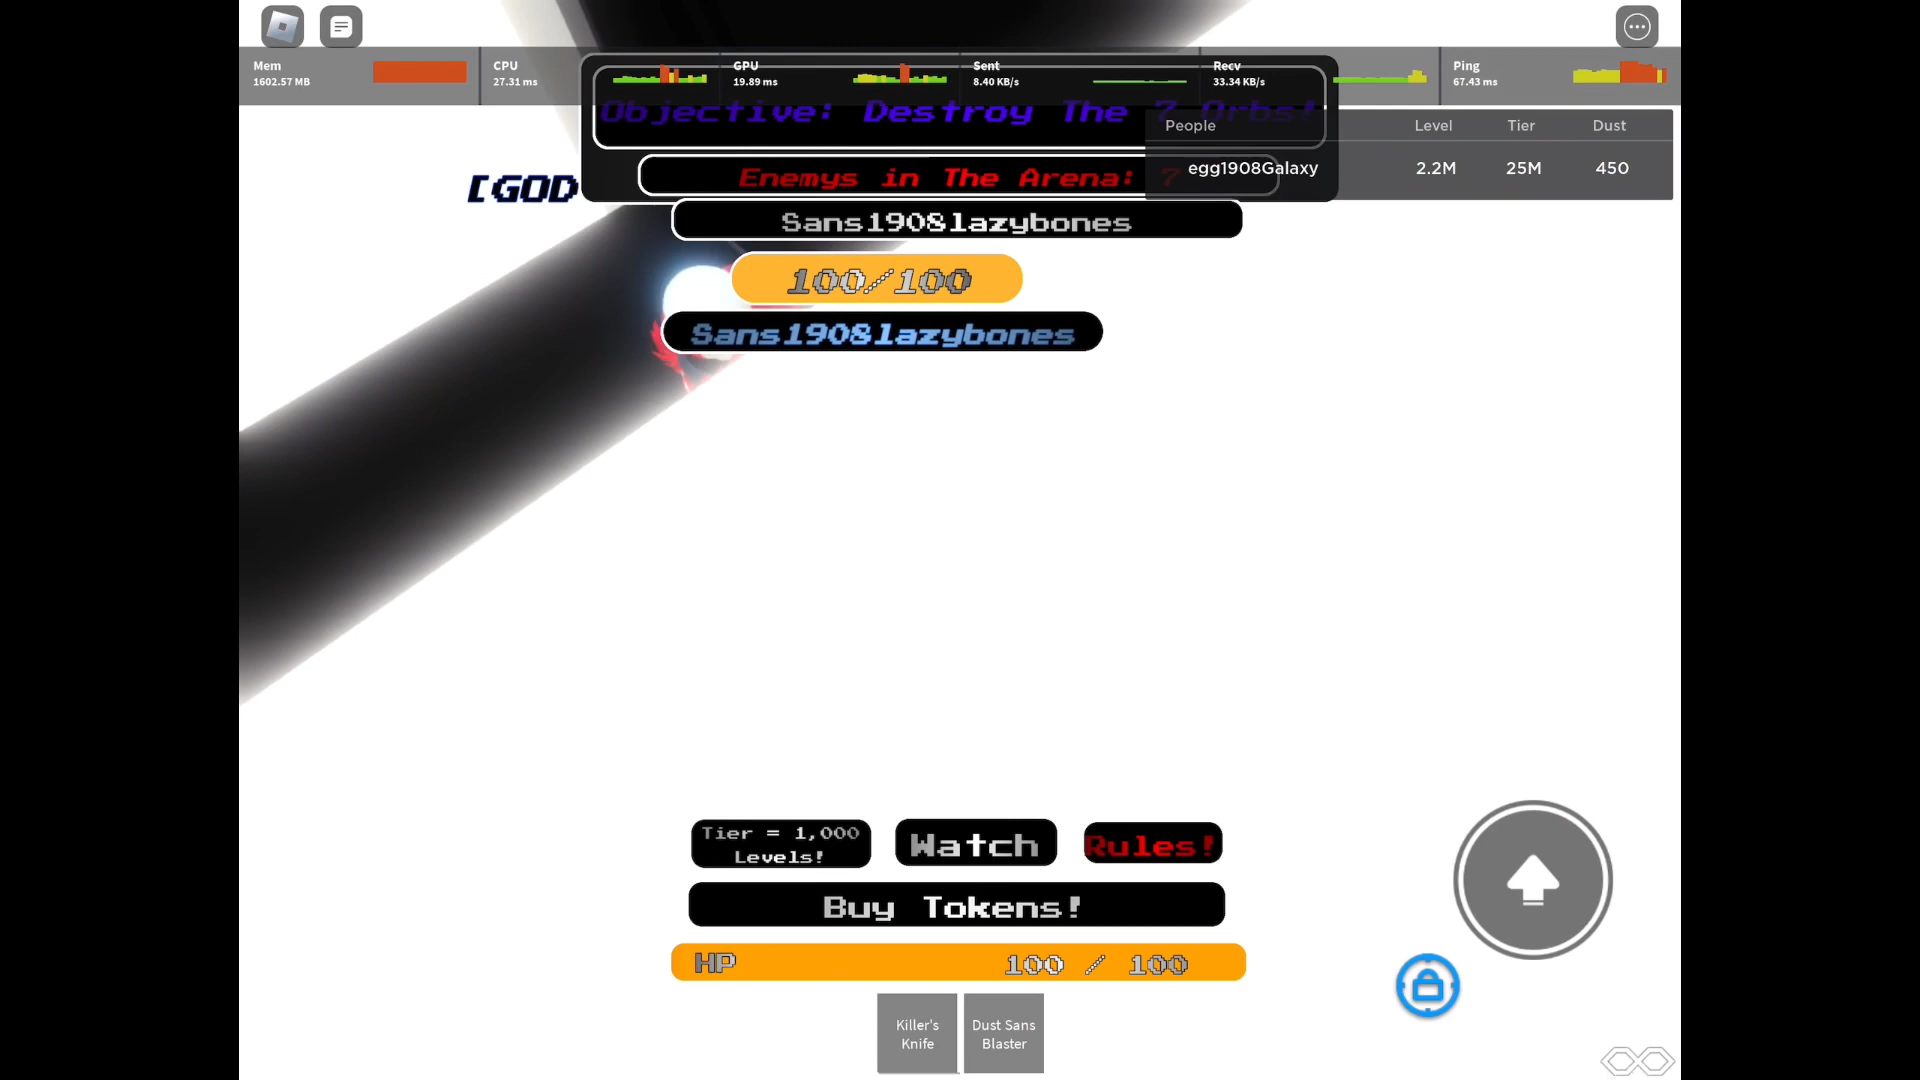 Mem
1602.57 MB
CPU
27.31 ms
GPU
19.89 ms
Sent
8.40 KB/s
Recv
33.34 KB/s
Ping
67.43 ms
Objective: Destroy The 7 Orbs!
People Level Tier Dust
egg1908Galaxy 2.2M 25M 450
Enemys in The Arena: 7
[GOD
Sans1908lazybones
100/100
Sans1908lazybones
Tier = 1,000
Levels!
Watch
Rules!
Buy Tokens!
HP 100 / 100
Killer's
Knife
Dust Sans
Blaster